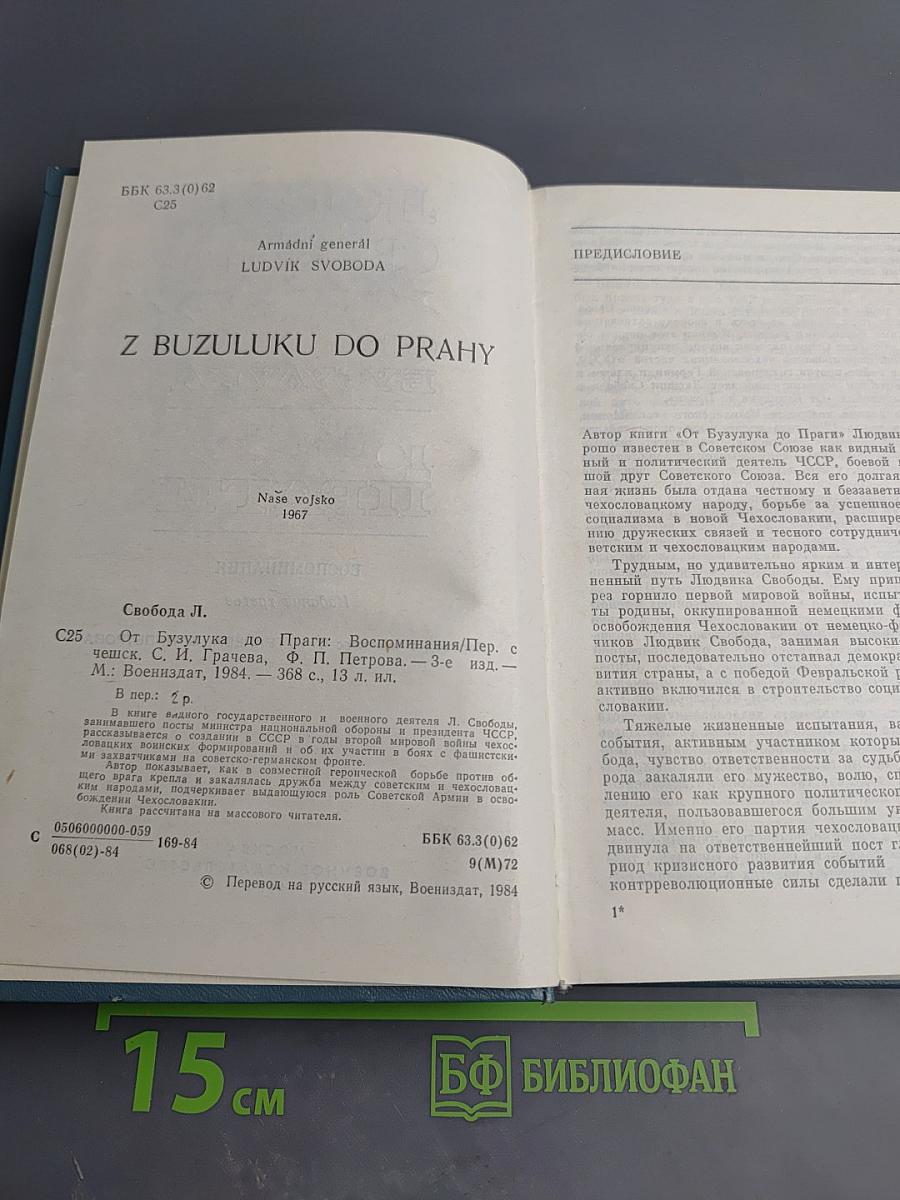 ББК 63.3(0)62
С25
Armádní generál
LUDVÍK SVOBODA
Z BUZULUKU DO PRAHY
Naše vojsko
1967
Свобода Л.
С25 От Бузулука до Праги: Воспоминания/Пер. с
чешск. С. И. Грачева, Ф. П. Петрова. — 3-е изд. —
М.: Воениздат, 1984. — 368 с., 13 л. ил.
В пер.: 2 р.
В книге видного государственного и военного деятеля Л. Свободы,
занимавшего посты министра национальной обороны и президента ЧССР,
рассказывается о создании в СССР в годы второй мировой войны чехос-
ловацких воинских формирований и об их участии в боях с фашистски-
ми захватчиками на советско-германском фронте.
Автор показывает, как в совместной героической борьбе против об-
щего врага крепла и закалялась дружба между советским и чехословац-
ким народами, подчеркивает выдающуюся роль Советской Армии в осво-
бождении Чехословакии.
Книга рассчитана на массового читателя.
С 0506000000-059
068(02)-84 169-84
ББК 63.3(0)62
9(М)72
© Перевод на русский язык, Воениздат, 1984
ПРЕДИСЛОВИЕ
Автор книги «От Бузулука до Праги» Людвик
рошо известен в Советском Союзе как видный
ный и политический деятель ЧССР, боевой
шой друг Советского Союза. Вся его долгая
ная жизнь была отдана честному и беззаветн
чехословацкому народу, борьбе за успешное
социализма в новой Чехословакии, расшире
нию дружеских связей и тесного сотрудниче
ветским и чехословацким народами.
Трудным, но удивительно ярким и интер
ненный путь Людвика Свободы. Ему приш
рез горнило первой мировой войны, испыт
ты родины, оккупированной немецкими ф
освобождения Чехословакии от немецко-ф
чиков Людвик Свобода, занимая высоки
посты, последовательно отстаивал демокра
вития страны, а с победой Февральской р
активно включился в строительство соци
словакии.
Тяжелые жизненные испытания, ва
события, активным участником которы
бода, чувство ответственности за судьб
рода закаляли его мужество, волю, сп
лению его как крупного политическог
деятеля, пользовавшегося большим ув
масс. Именно его партия чехословац
двинула на ответственнейший пост гл
риод кризисного развития событий
контрреволюционные силы сделали п
1*
15 см
БФ БИБЛИОФАН